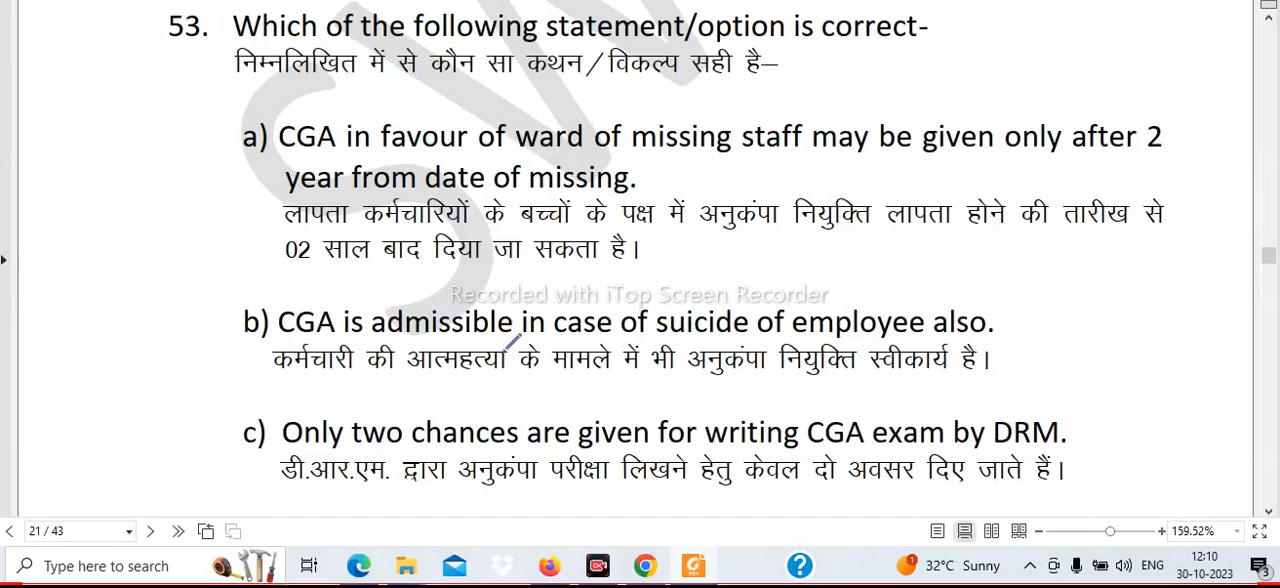 53. Which of the following statement/option is correct-
निम्नलिखित में से कौन सा कथन/विकल्प सही है–
a) CGA in favour of ward of missing staff may be given only after 2
year from date of missing.
लापता कर्मचारियों के बच्चों के पक्ष में अनुकंपा नियुक्ति लापता होने की तारीख से
02 साल बाद दिया जा सकता है।
Recorded with iTop Screen Recorder
b) CGA is admissible in case of suicide of employee also.
कर्मचारी की आत्महत्या के मामले में भी अनुकंपा नियुक्ति स्वीकार्य है।
c) Only two chances are given for writing CGA exam by DRM.
डी.आर.एम. द्वारा अनुकंपा परीक्षा लिखने हेतु केवल दो अवसर दिए जाते हैं।
21 / 43
159.52%
Type here to search
32°C Sunny
ENG
12:10
30-10-2023
3